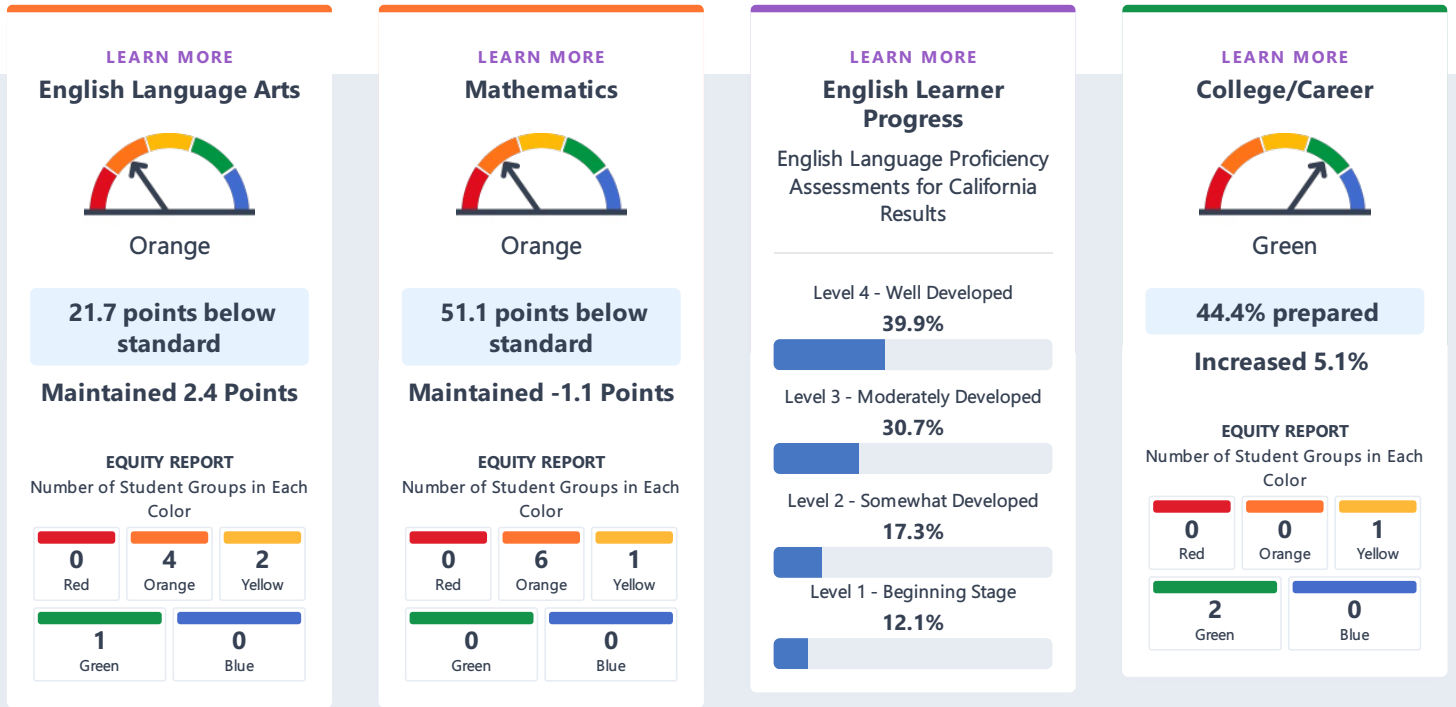 LEARN MORE
English Language Arts
Orange
21.7 points below
standard
Maintained 2.4 Points
EQUITY REPORT
Number of Student Groups in Each
Color
0
Red
4
Orange
2
Yellow
1
Green
0
Blue
LEARN MORE
Mathematics
Orange
51.1 points below
standard
Maintained -1.1 Points
EQUITY REPORT
Number of Student Groups in Each
Color
0
Red
6
Orange
1
Yellow
0
Green
0
Blue
LEARN MORE
English Learner
Progress
English Language Proficiency
Assessments for California
Results
Level 4 - Well Developed
39.9%
Level 3 - Moderately Developed
30.7%
Level 2 - Somewhat Developed
17.3%
Level 1 - Beginning Stage
12.1%
LEARN MORE
College/Career
Green
44.4% prepared
Increased 5.1%
EQUITY REPORT
Number of Student Groups in Each
Color
0
Red
0
Orange
1
Yellow
2
Green
0
Blue